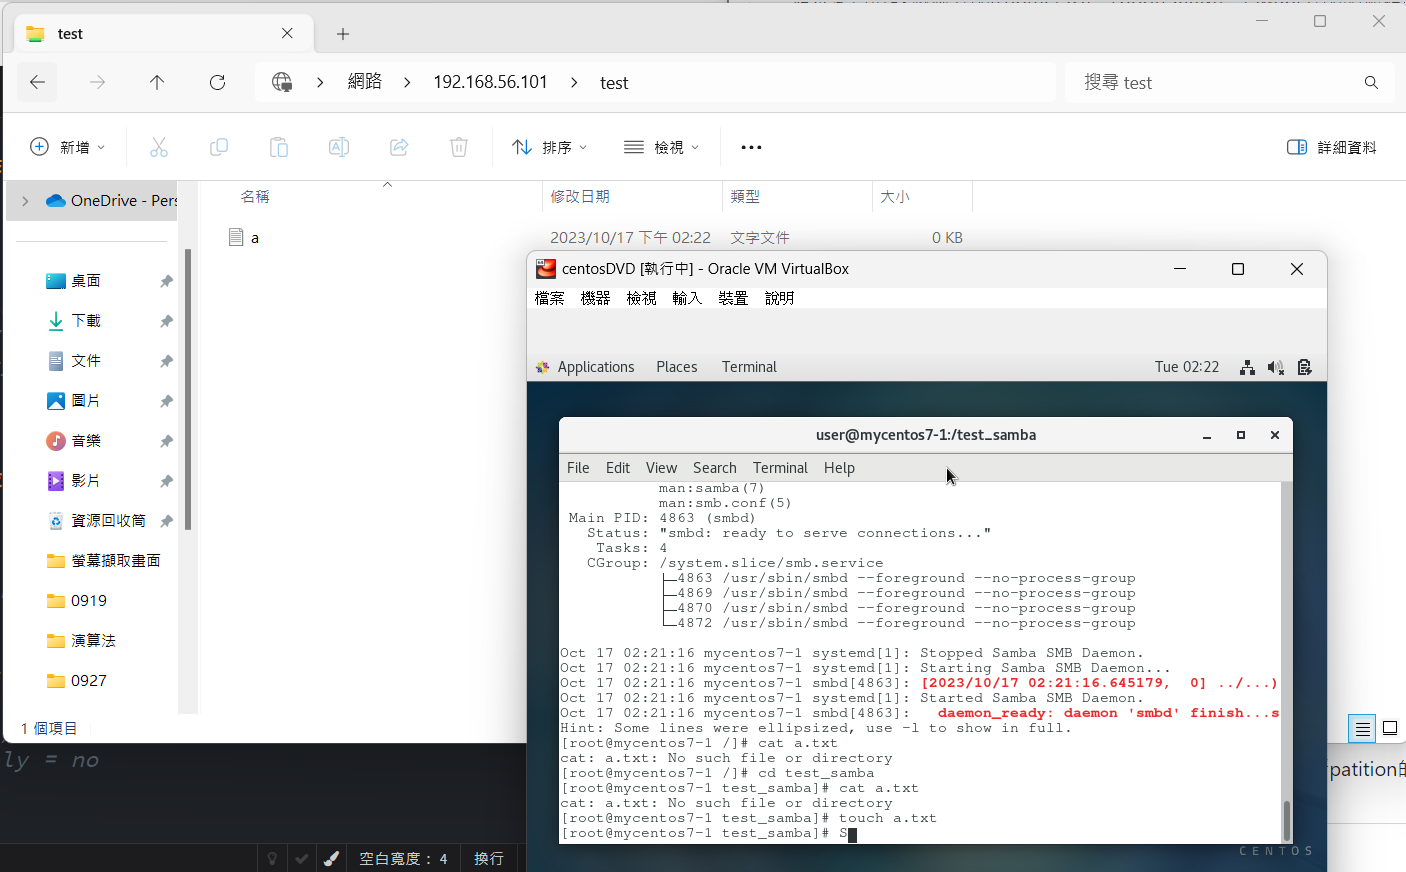 test
網路 192.168.56.101 test
搜尋 test
新增 排序 檢視 詳細資料
OneDrive - Pers
名稱 修改日期 類型 大小
a 2023/10/17 下午 02:22 文字文件 0 KB
桌面
下載
文件
圖片
音樂
影片
資源回收筒
螢幕擷取畫面
0919
演算法
0927
1 個項目
centosDVD [執行中] - Oracle VM VirtualBox
檔案 機器 檢視 輸入 裝置 說明
Applications Places Terminal Tue 02:22
user@mycentos7-1:/test_samba
File Edit View Search Terminal Help
man:samba(7)
man:smb.conf(5)
Main PID: 4863 (smbd)
Status: "smbd: ready to serve connections..."
Tasks: 4
CGroup: /system.slice/smb.service
├─4863 /usr/sbin/smbd --foreground --no-process-group
├─4869 /usr/sbin/smbd --foreground --no-process-group
├─4870 /usr/sbin/smbd --foreground --no-process-group
└─4872 /usr/sbin/smbd --foreground --no-process-group
Oct 17 02:21:16 mycentos7-1 systemd[1]: Stopped Samba SMB Daemon.
Oct 17 02:21:16 mycentos7-1 systemd[1]: Starting Samba SMB Daemon...
Oct 17 02:21:16 mycentos7-1 smbd[4863]: [2023/10/17 02:21:16.645179,  0] ../...)
Oct 17 02:21:16 mycentos7-1 systemd[1]: Started Samba SMB Daemon.
Oct 17 02:21:16 mycentos7-1 smbd[4863]:   daemon_ready: daemon 'smbd' finish...s
Hint: Some lines were ellipsized, use -l to show in full.
[root@mycentos7-1 /]# cat a.txt
cat: a.txt: No such file or directory
[root@mycentos7-1 /]# cd test_samba
[root@mycentos7-1 test_samba]# cat a.txt
cat: a.txt: No such file or directory
[root@mycentos7-1 test_samba]# touch a.txt
[root@mycentos7-1 test_samba]# S
CENTOS
ly = no
patition的
空白寬度: 4 換行